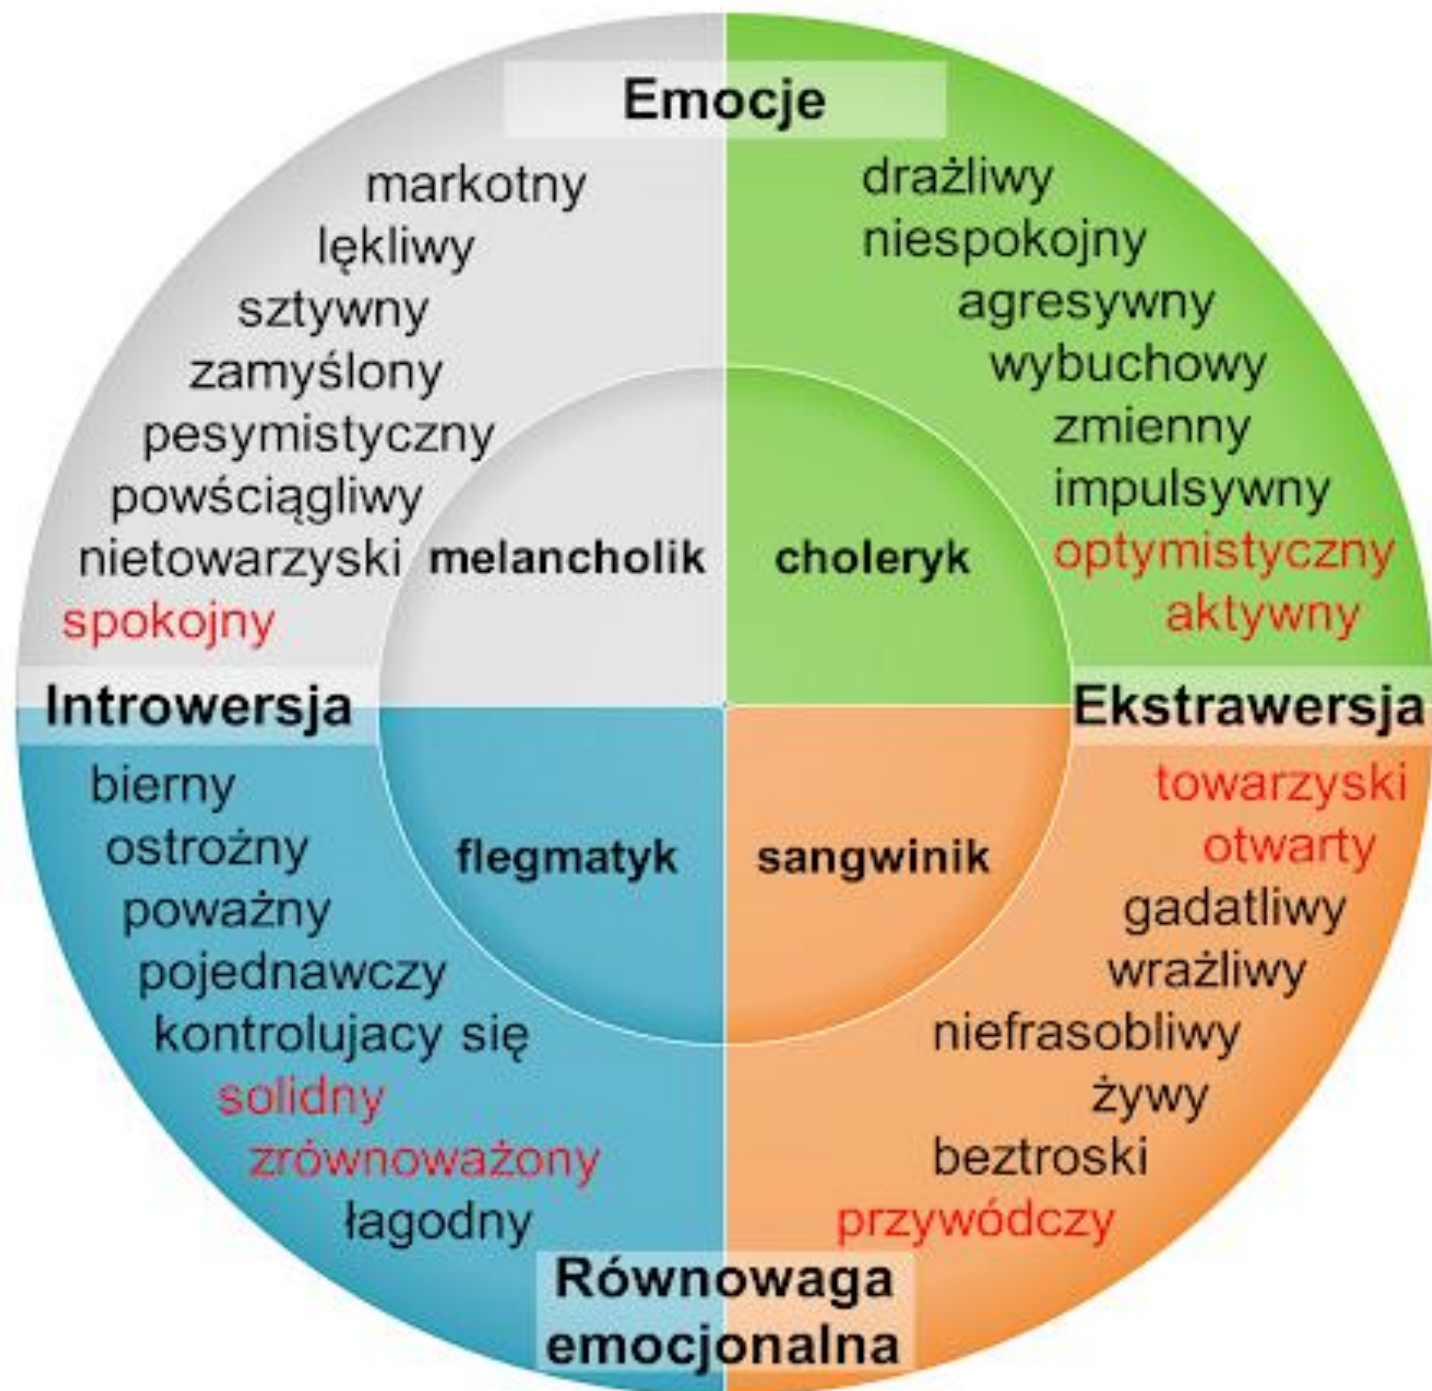 Emocje
markotny
lękliwy
sztywny
zamyślony
pesymistyczny
powściągliwy
nietowarzyski
spokojny
melancholik
drażliwy
niespokojny
agresywny
wybuchowy
zmienny
impulsywny
optymistyczny
aktywny
choleryk
Introwersja
Ekstrawersja
bierny
ostrożny
poważny
pojednawczy
kontrolujacy się
solidny
zrównoważony
łagodny
flegmatyk
sangwinik
towarzyski
otwarty
gadatliwy
wrażliwy
niefrasobliwy
żywy
beztroski
przywódczy
Równowaga
emocjonalna